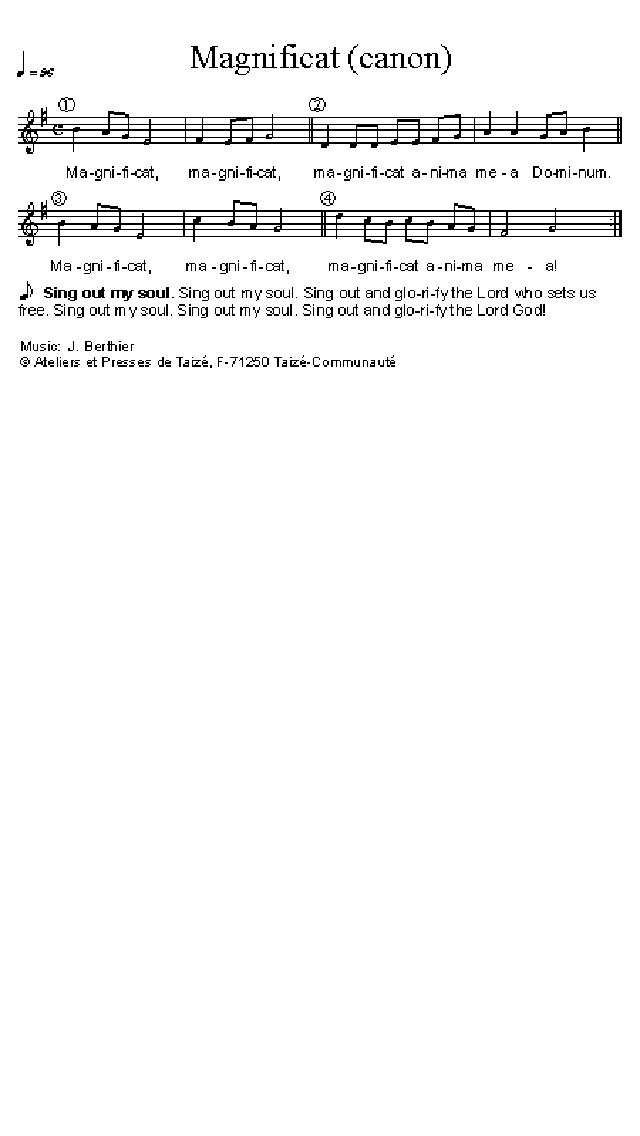 Magnificat (canon)
♩ = 96
① ②
Ma-gni-fi-cat, ma-gni-fi-cat, ma-gni-fi-cat a-ni-ma me-a Do-mi-num.
③ ④
Ma-gni-fi-cat, ma-gni-fi-cat, ma-gni-fi-cat a-ni-ma me - a!
♪ Sing out my soul. Sing out my soul. Sing out and glo-ri-fy the Lord who sets us
free. Sing out my soul. Sing out my soul. Sing out and glo-ri-fy the Lord God!
Music: J. Berthier
© Ateliers et Presses de Taizé, F-71250 Taizé-Communauté